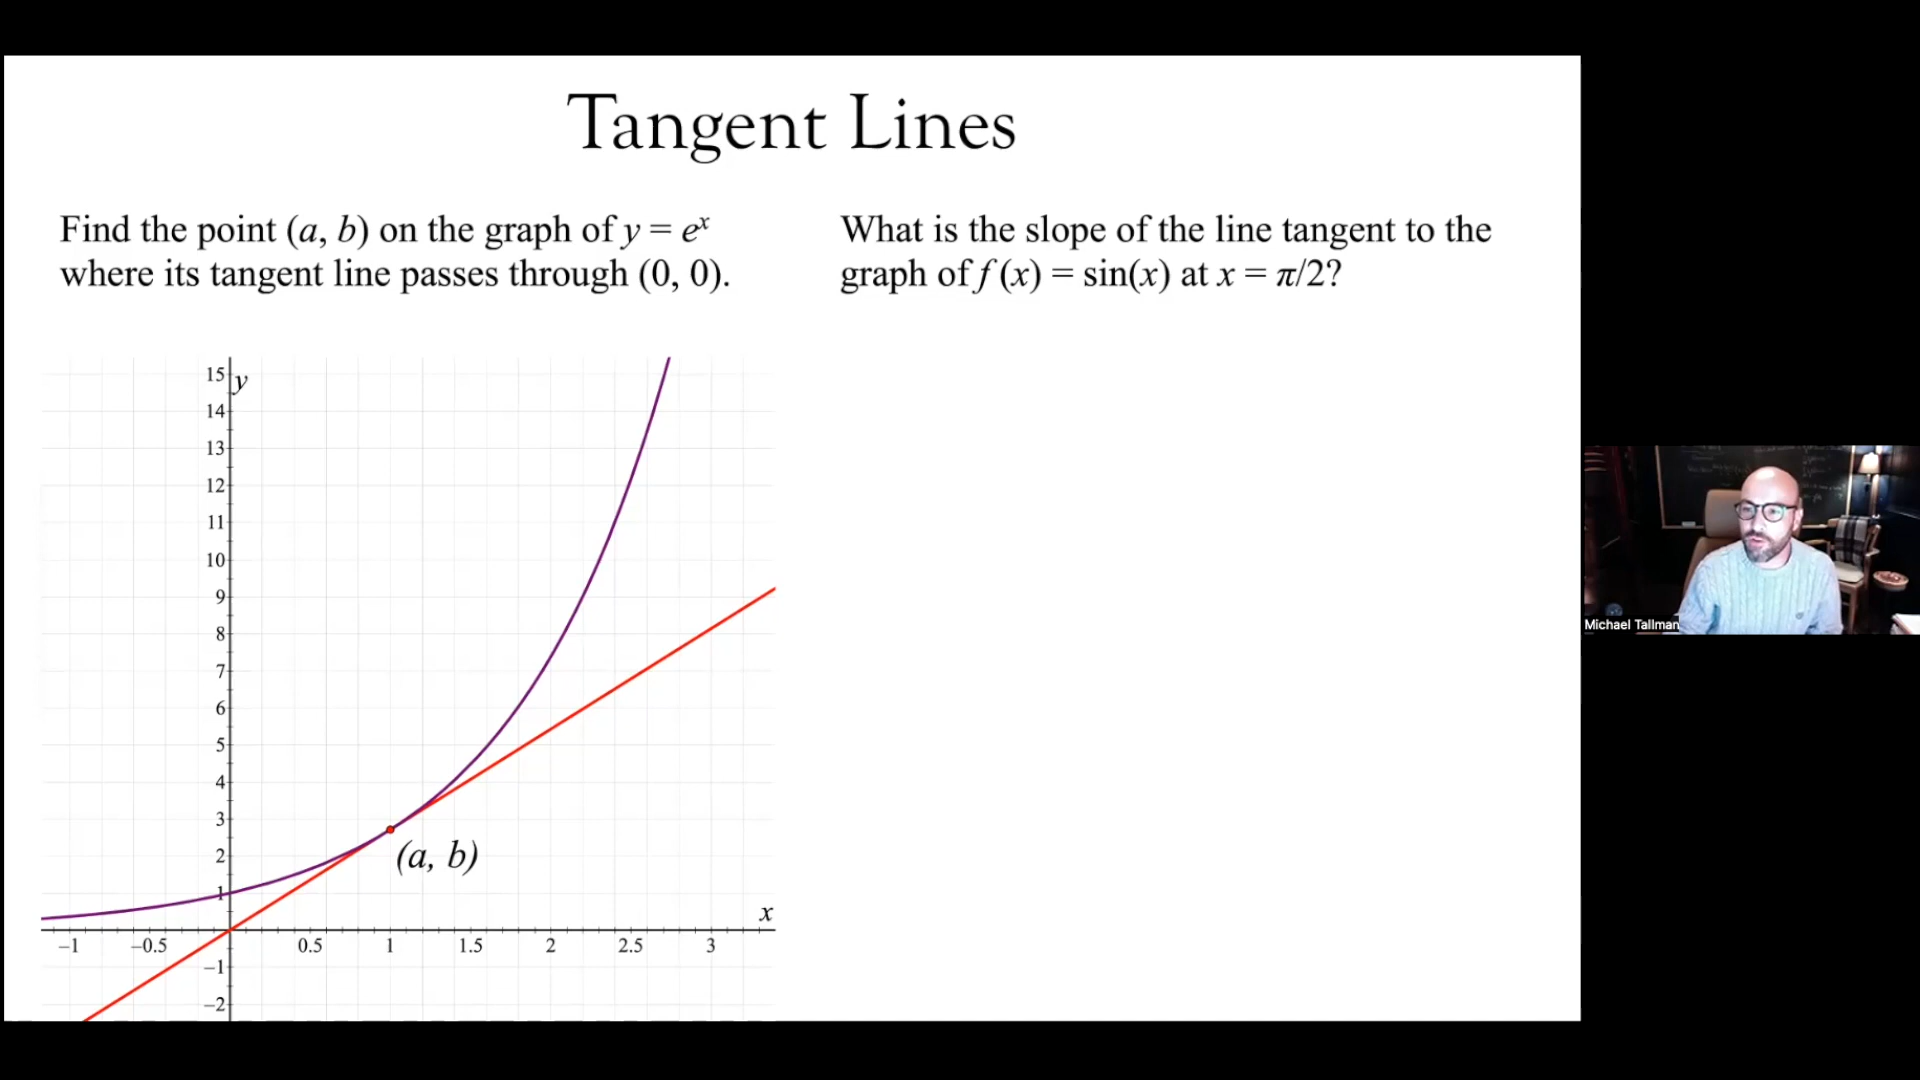 Tangent Lines
Find the point (a, b) on the graph of y = eˣ
where its tangent line passes through (0, 0).
What is the slope of the line tangent to the
graph of f (x) = sin(x) at x = π/2?
15
y
14
13
12
11
10
9
8
7
6
5
4
3
2
1
(a, b)
x
–1 –0.5 0.5 1 1.5 2 2.5 3
–1
–2
Michael Tallman